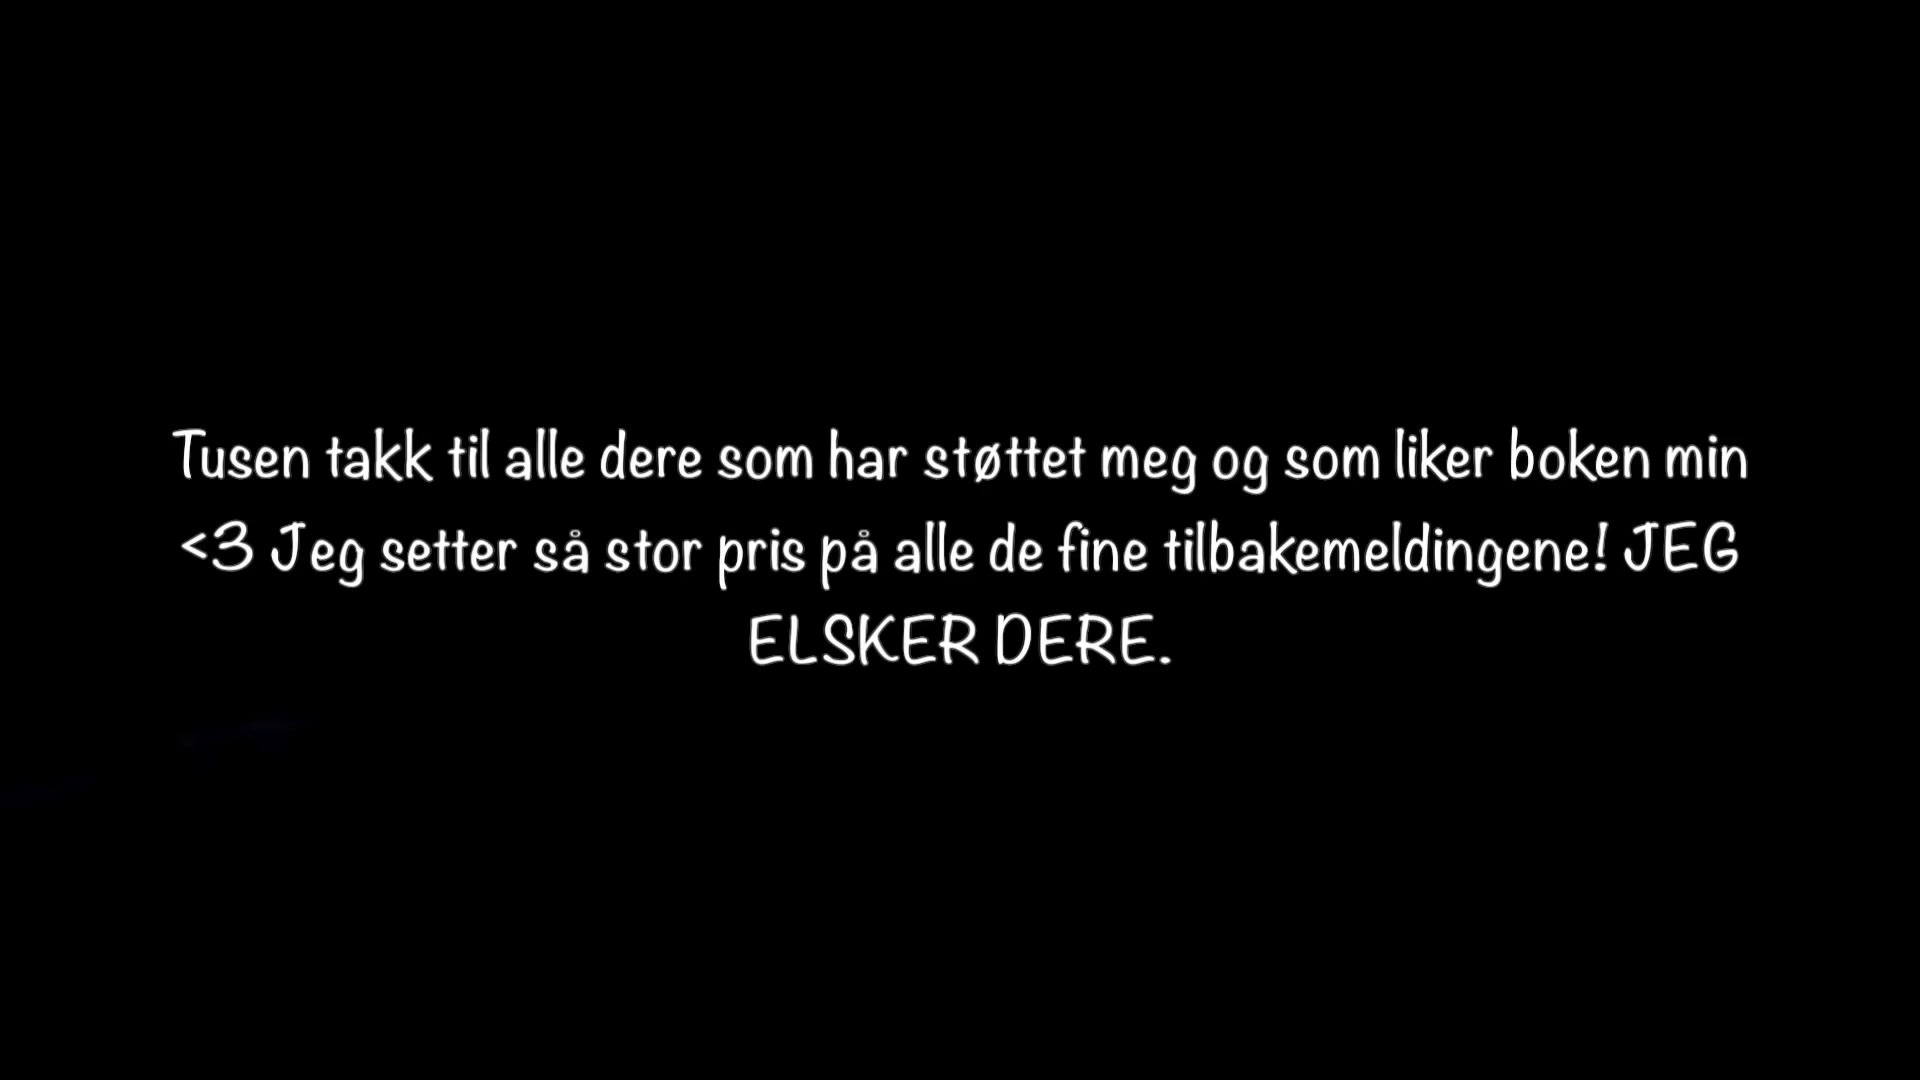 Tusen takk til alle dere som har støttet meg og som liker boken min
<3 Jeg setter så stor pris på alle de fine tilbakemeldingene! JEG
ELSKER DERE.